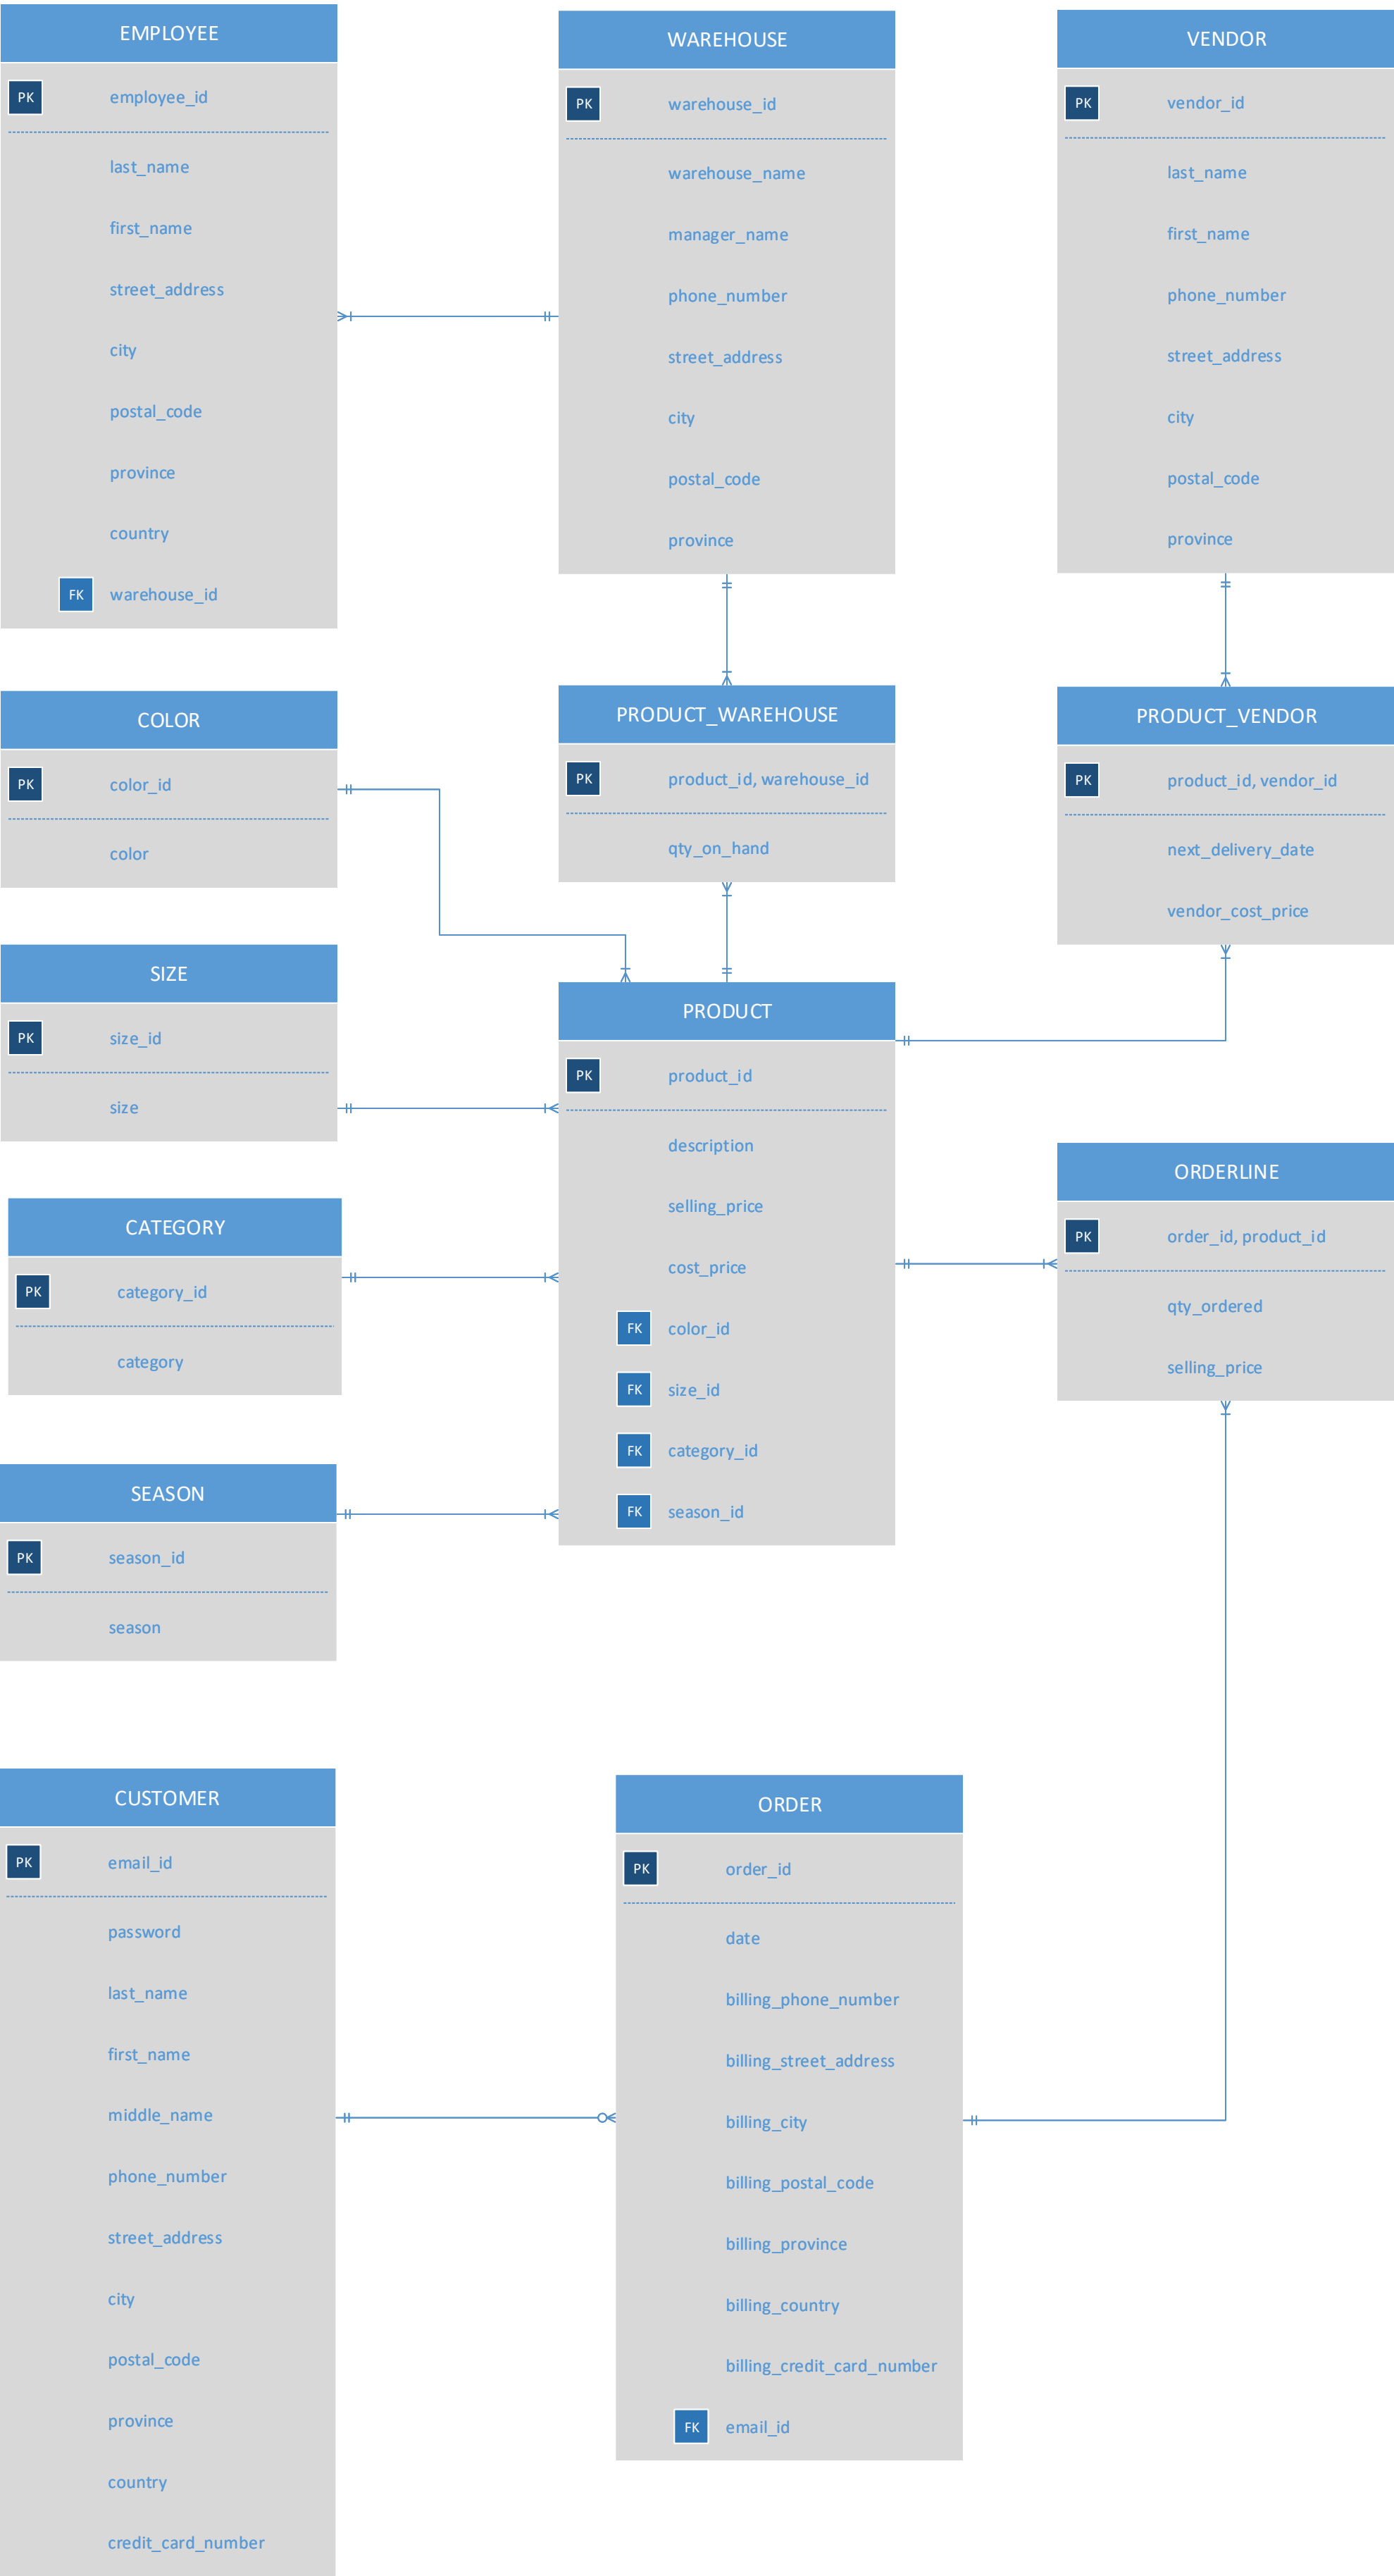 EMPLOYEE
PK employee_id
last_name
first_name
street_address
city
postal_code
province
country
FK warehouse_id
WAREHOUSE
PK warehouse_id
warehouse_name
manager_name
phone_number
street_address
city
postal_code
province
VENDOR
PK vendor_id
last_name
first_name
phone_number
street_address
city
postal_code
province
COLOR
PK color_id
color
PRODUCT_WAREHOUSE
PK product_id, warehouse_id
qty_on_hand
PRODUCT_VENDOR
PK product_id, vendor_id
next_delivery_date
vendor_cost_price
SIZE
PK size_id
size
PRODUCT
PK product_id
description
selling_price
cost_price
FK color_id
FK size_id
FK category_id
FK season_id
ORDERLINE
PK order_id, product_id
qty_ordered
selling_price
CATEGORY
PK category_id
category
SEASON
PK season_id
season
CUSTOMER
PK email_id
password
last_name
first_name
middle_name
phone_number
street_address
city
postal_code
province
country
credit_card_number
ORDER
PK order_id
date
billing_phone_number
billing_street_address
billing_city
billing_postal_code
billing_province
billing_country
billing_credit_card_number
FK email_id